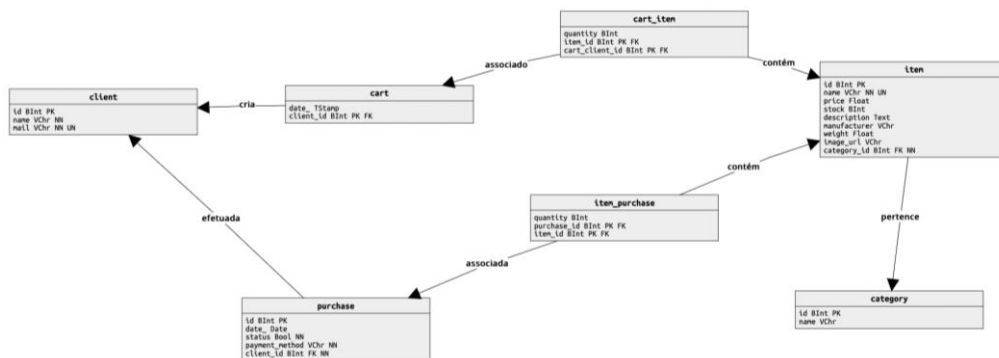 cart_item
quantity BInt
item_id BInt PK FK
cart_client_id BInt PK FK
associado
contém
item
id BInt PK
name VChr NN UN
price Float
stock BInt
description Text
manufacturer VChr
weight Float
image_url VChr
category_id BInt FK NN
cart
date_ TStamp
client_id BInt PK FK
cria
client
id BInt PK
name VChr NN
mail VChr NN UN
contém
item_purchase
quantity BInt
purchase_id BInt PK FK
item_id BInt PK FK
efetuada
pertence
associada
category
id BInt PK
name VChr
purchase
id BInt PK
date_ Date
status Bool NN
payment_method VChr NN
client_id BInt FK NN